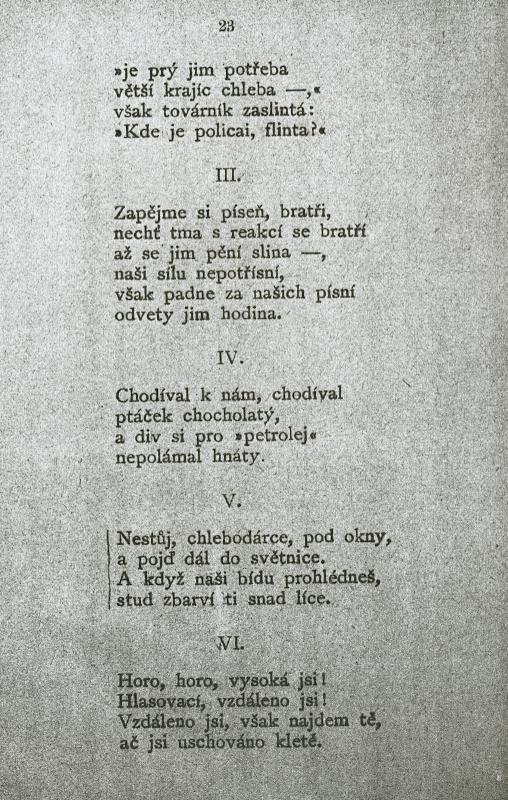 23
»je prý jim potřeba
větší krajíc chleba —,«
však továrník zaslintá:
»Kde je policai, flinta?«
III.
Zapějme si píseň, bratři,
nechť tma s reakcí se bratří
až se jim pění slina —,
naši sílu nepotřísní,
však padne za našich písní
odvety jim hodina.
IV.
Chodíval k nám, chodíval
ptáček chocholatý,
a div si pro »petrolej«
nepolámal hnáty.
V.
Nestůj, chlebodárce, pod okny,
a pojď dál do světnice.
A když naši bídu prohlédneš,
stud zbarví ti snad líce.
VI.
Horo, horo, vysoká jsi!
Hlasovací, vzdáleno jsi!
Vzdáleno jsi, však najdem tě,
ač jsi uschováno kletě.